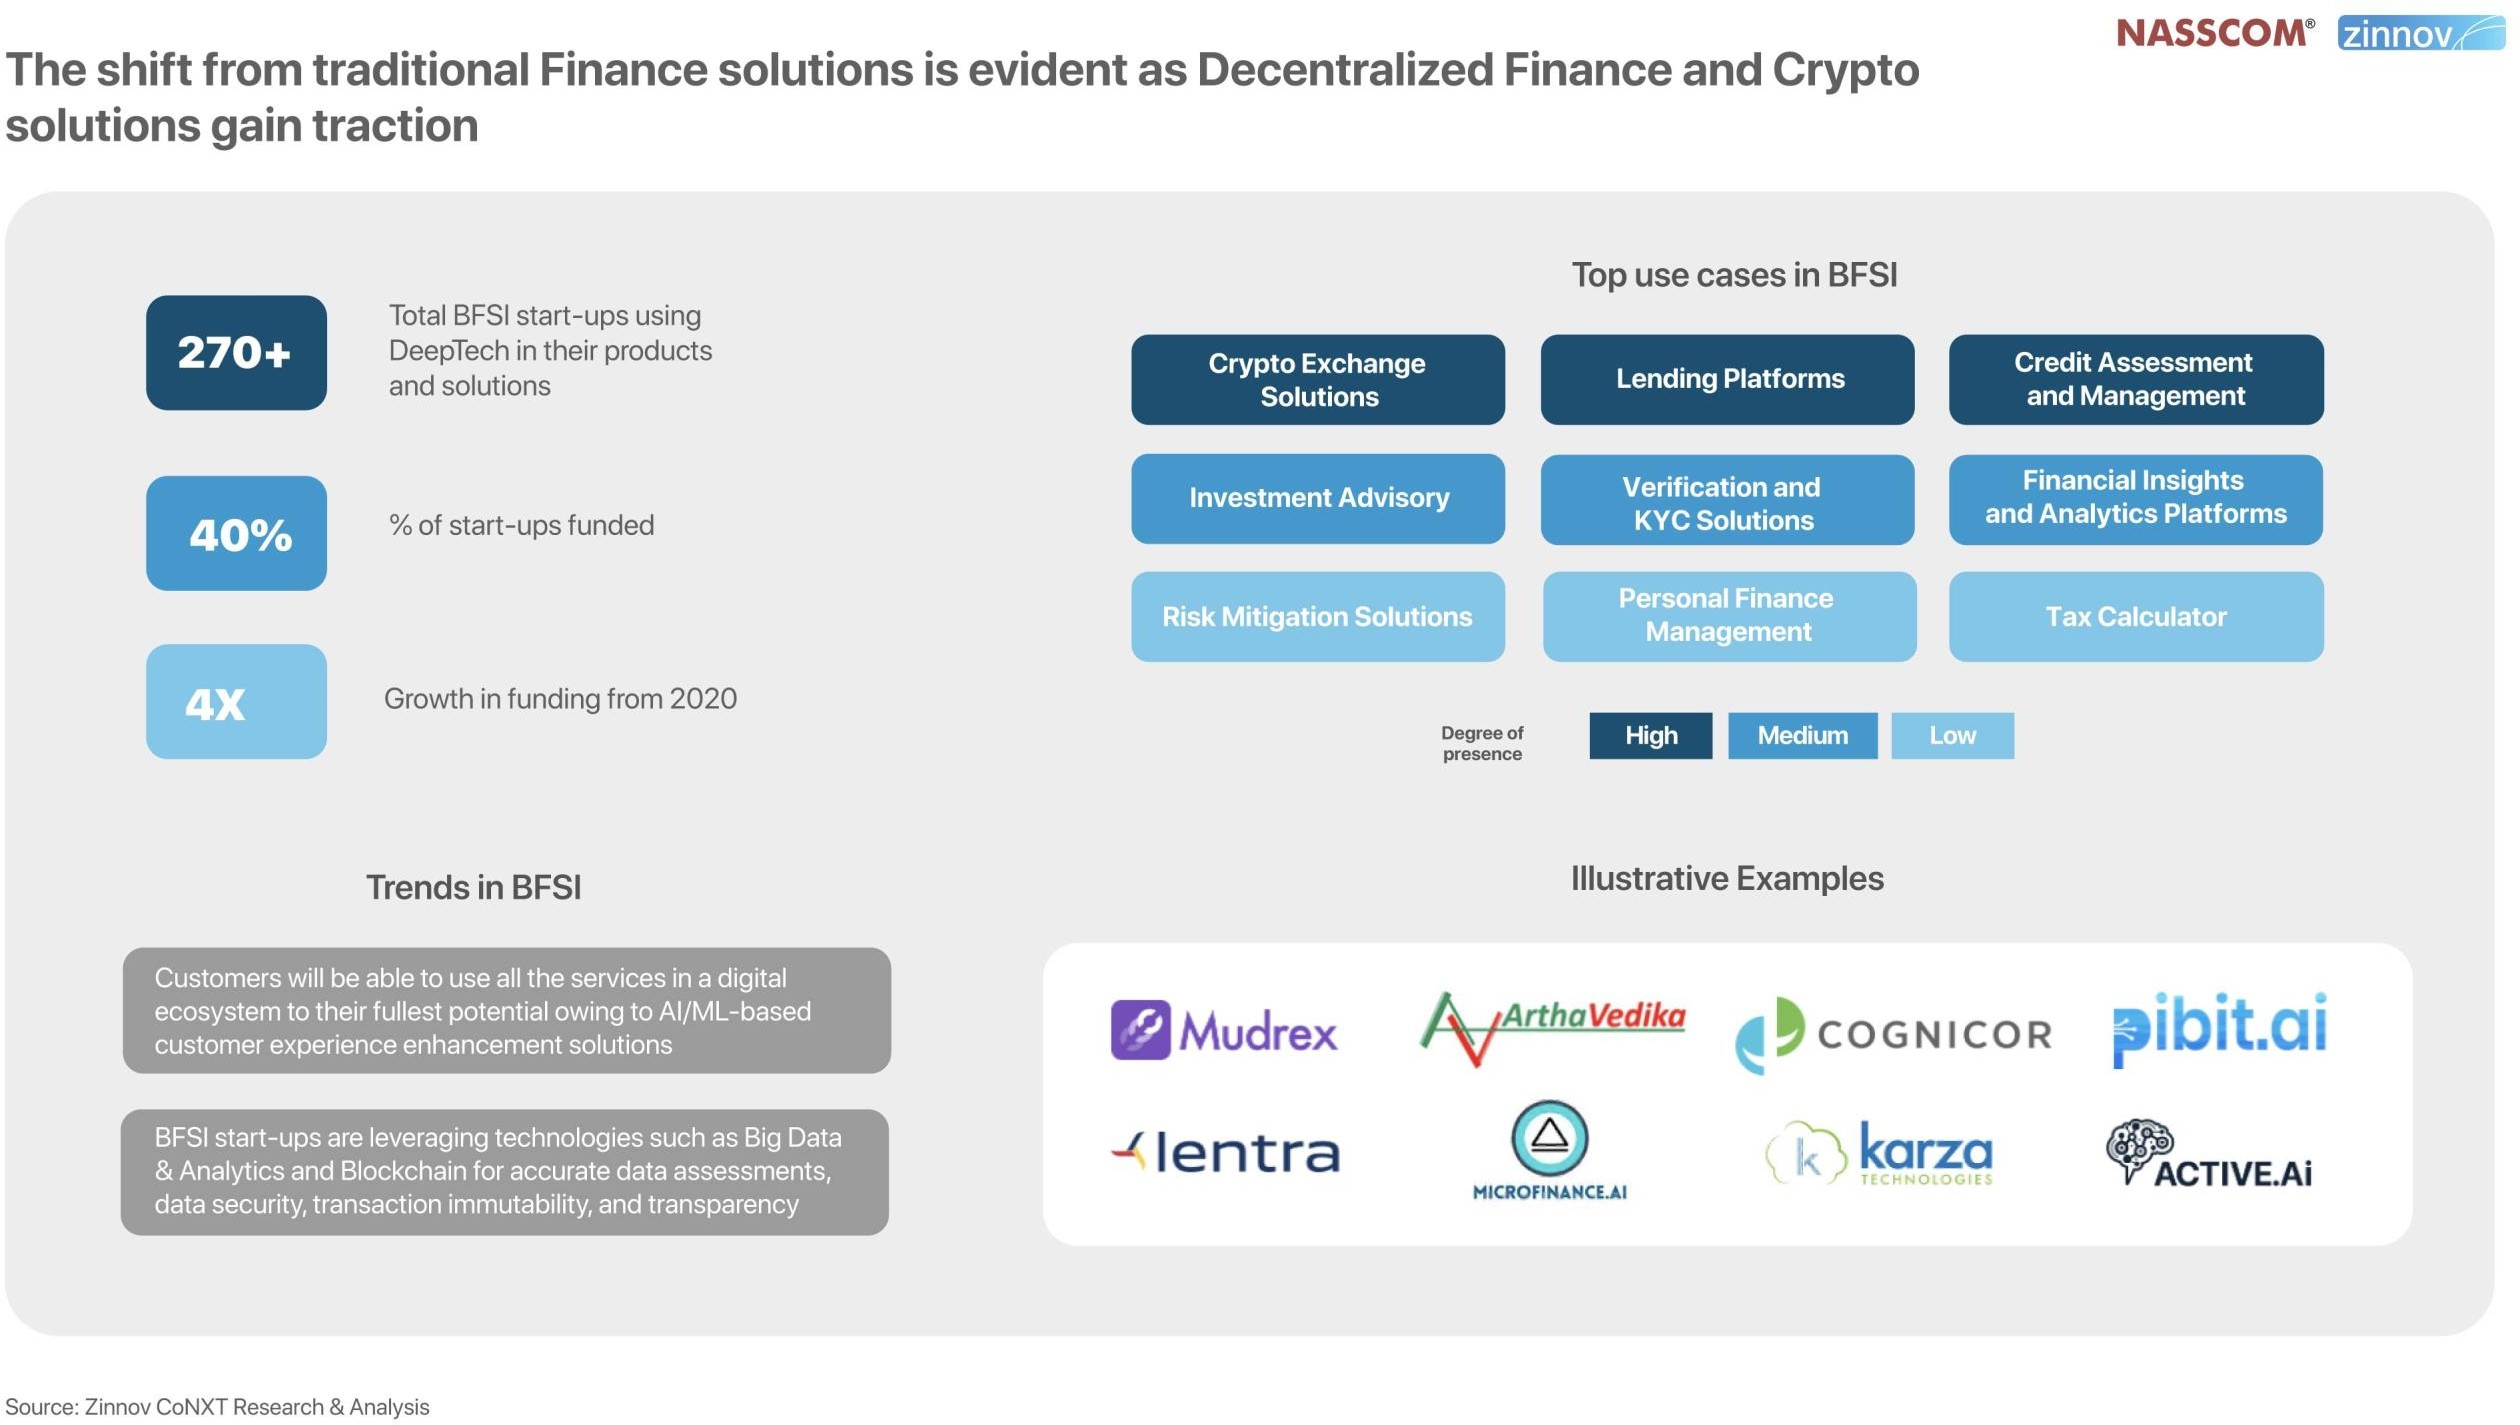 NASSCOM®
zinnov
The shift from traditional Finance solutions is evident as Decentralized Finance and Crypto
solutions gain traction
270+
Total BFSI start-ups using
DeepTech in their products
and solutions
40%
% of start-ups funded
4X
Growth in funding from 2020
Top use cases in BFSI
Crypto Exchange
Solutions
Lending Platforms
Credit Assessment
and Management
Investment Advisory
Verification and
KYC Solutions
Financial Insights
and Analytics Platforms
Risk Mitigation Solutions
Personal Finance
Management
Tax Calculator
Degree of
presence
High
Medium
Low
Trends in BFSI
Customers will be able to use all the services in a digital
ecosystem to their fullest potential owing to AI/ML-based
customer experience enhancement solutions
BFSI start-ups are leveraging technologies such as Big Data
& Analytics and Blockchain for accurate data assessments,
data security, transaction immutability, and transparency
Illustrative Examples
Mudrex
ArthaVedika
COGNICOR
pibit.ai
lentra
MICROFINANCE.AI
k
karza
TECHNOLOGIES
ACTIVE.Ai
Source: Zinnov CoNXT Research & Analysis